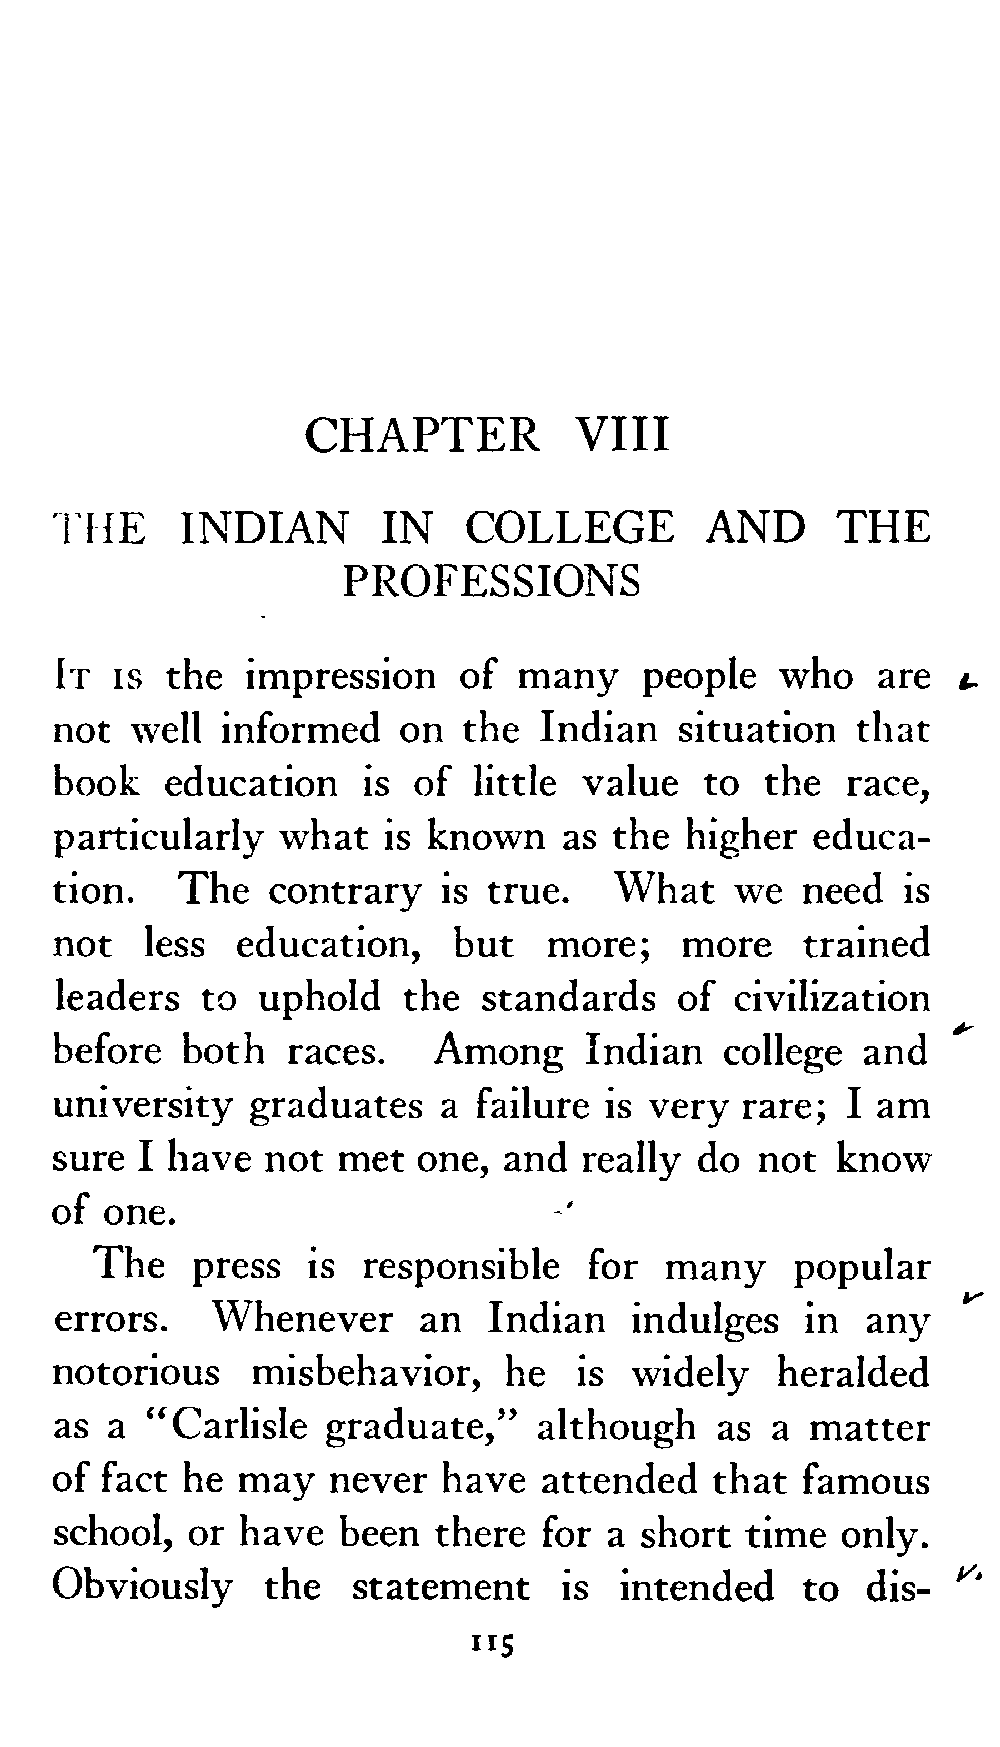 CHAPTER VIII
THE INDIAN IN COLLEGE AND THE
PROFESSIONS
IT IS the impression of many people who are
not well informed on the Indian situation that
book education is of little value to the race,
particularly what is known as the higher educa-
tion. The contrary is true. What we need is
not less education, but more; more trained
leaders to uphold the standards of civilization
before both races. Among Indian college and
university graduates a failure is very rare; I am
sure I have not met one, and really do not know
of one.
The press is responsible for many popular
errors. Whenever an Indian indulges in any
notorious misbehavior, he is widely heralded
as a “Carlisle graduate,” although as a matter
of fact he may never have attended that famous
school, or have been there for a short time only.
Obviously the statement is intended to dis-
115